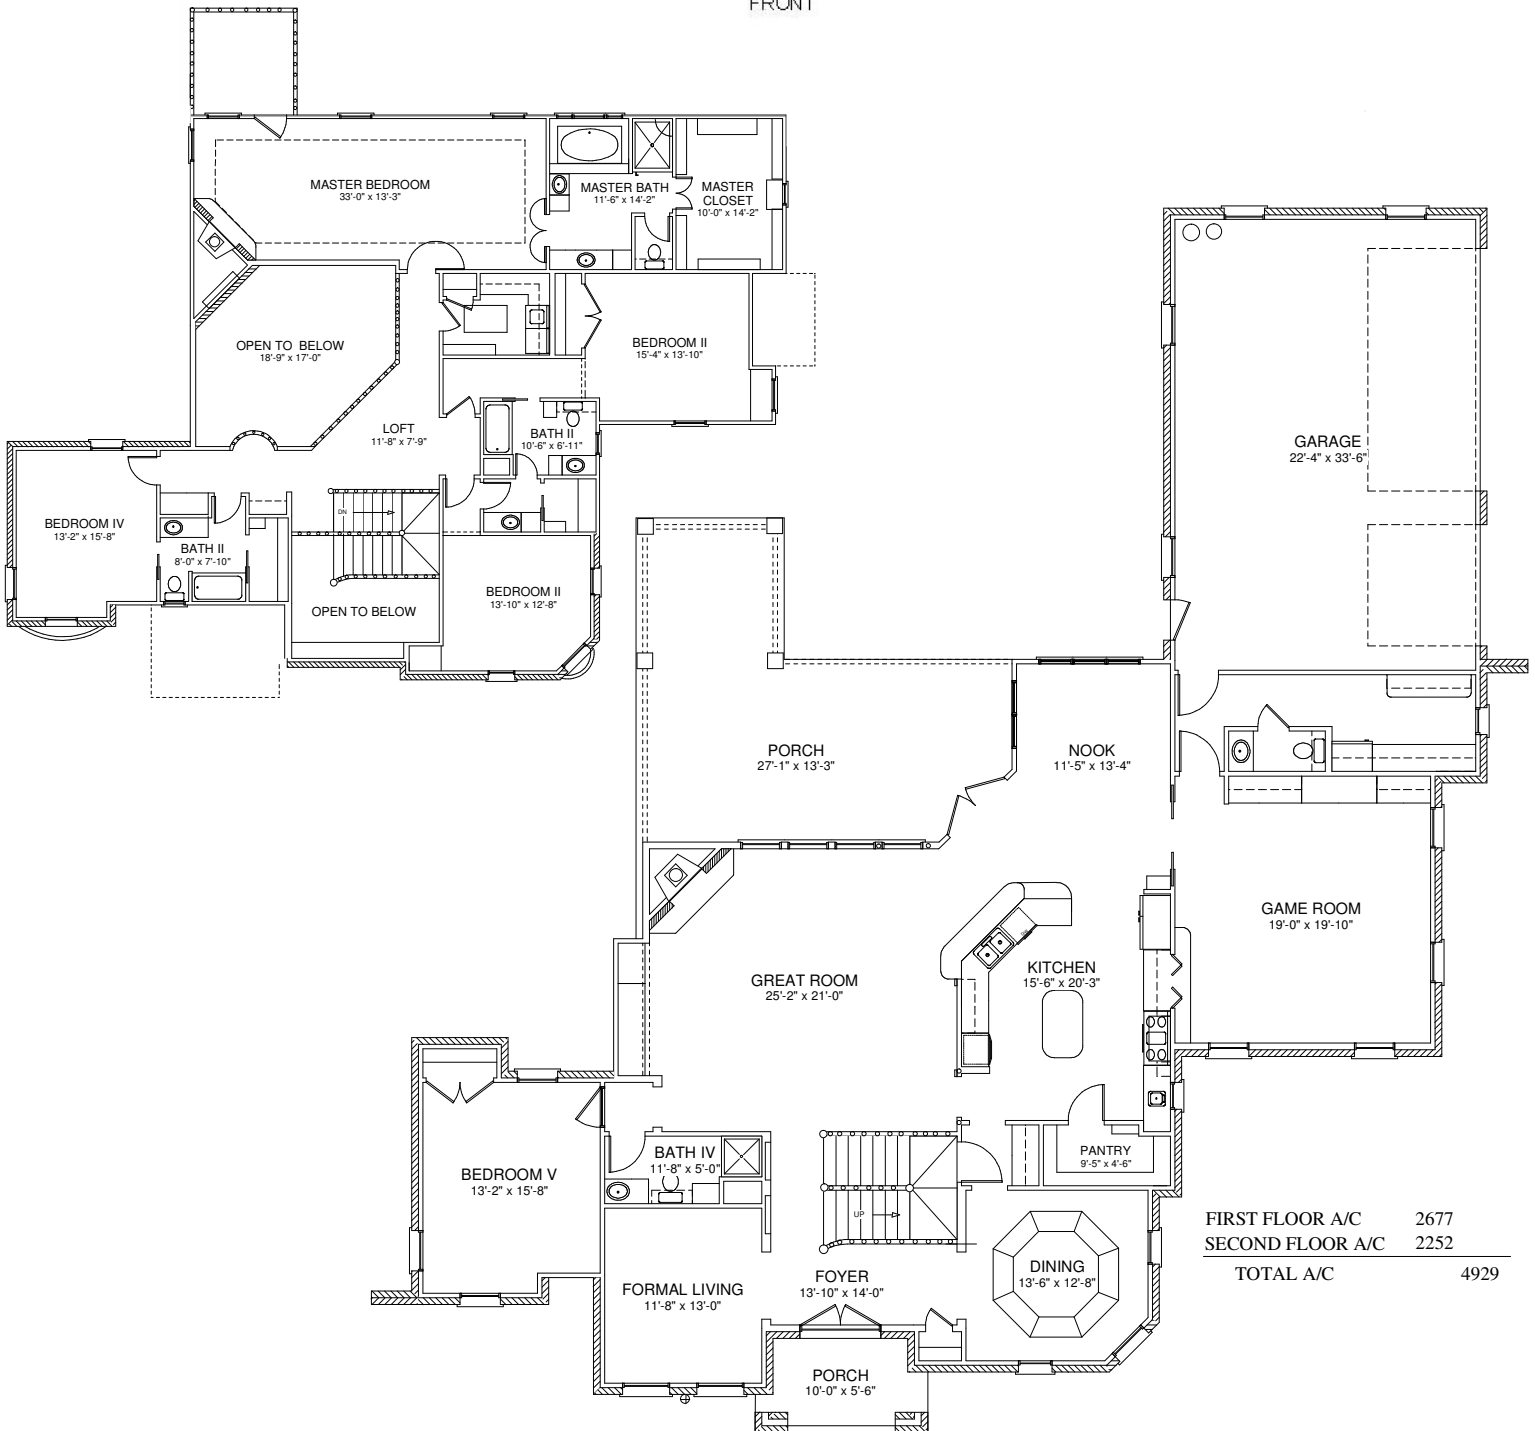 FRONT
MASTER BEDROOM
33'-0" x 13'-3"
MASTER BATH
11'-6" x 14'-2"
MASTER
CLOSET
10'-0" x 14'-2"
OPEN TO BELOW
18'-9" x 17'-0"
BEDROOM II
15'-4" x 13'-10"
LOFT
11'-8" x 7'-9"
BATH II
10'-6" x 6'-11"
BEDROOM IV
13'-2" x 15'-8"
DN
BATH II
8'-0" x 7'-10"
BEDROOM II
13'-10" x 12'-8"
OPEN TO BELOW
GARAGE
22'-4" x 33'-6"
PORCH
27'-1" x 13'-3"
NOOK
11'-5" x 13'-4"
GAME ROOM
19'-0" x 19'-10"
GREAT ROOM
25'-2" x 21'-0"
KITCHEN
15'-6" x 20'-3"
PANTRY
9'-5" x 4'-6"
BATH IV
11'-8" x 5'-0"
BEDROOM V
13'-2" x 15'-8"
UP
FORMAL LIVING
11'-8" x 13'-0"
FOYER
13'-10" x 14'-0"
DINING
13'-6" x 12'-8"
PORCH
10'-0" x 5'-6"
FIRST FLOOR A/C 2677
SECOND FLOOR A/C 2252
TOTAL A/C 4929